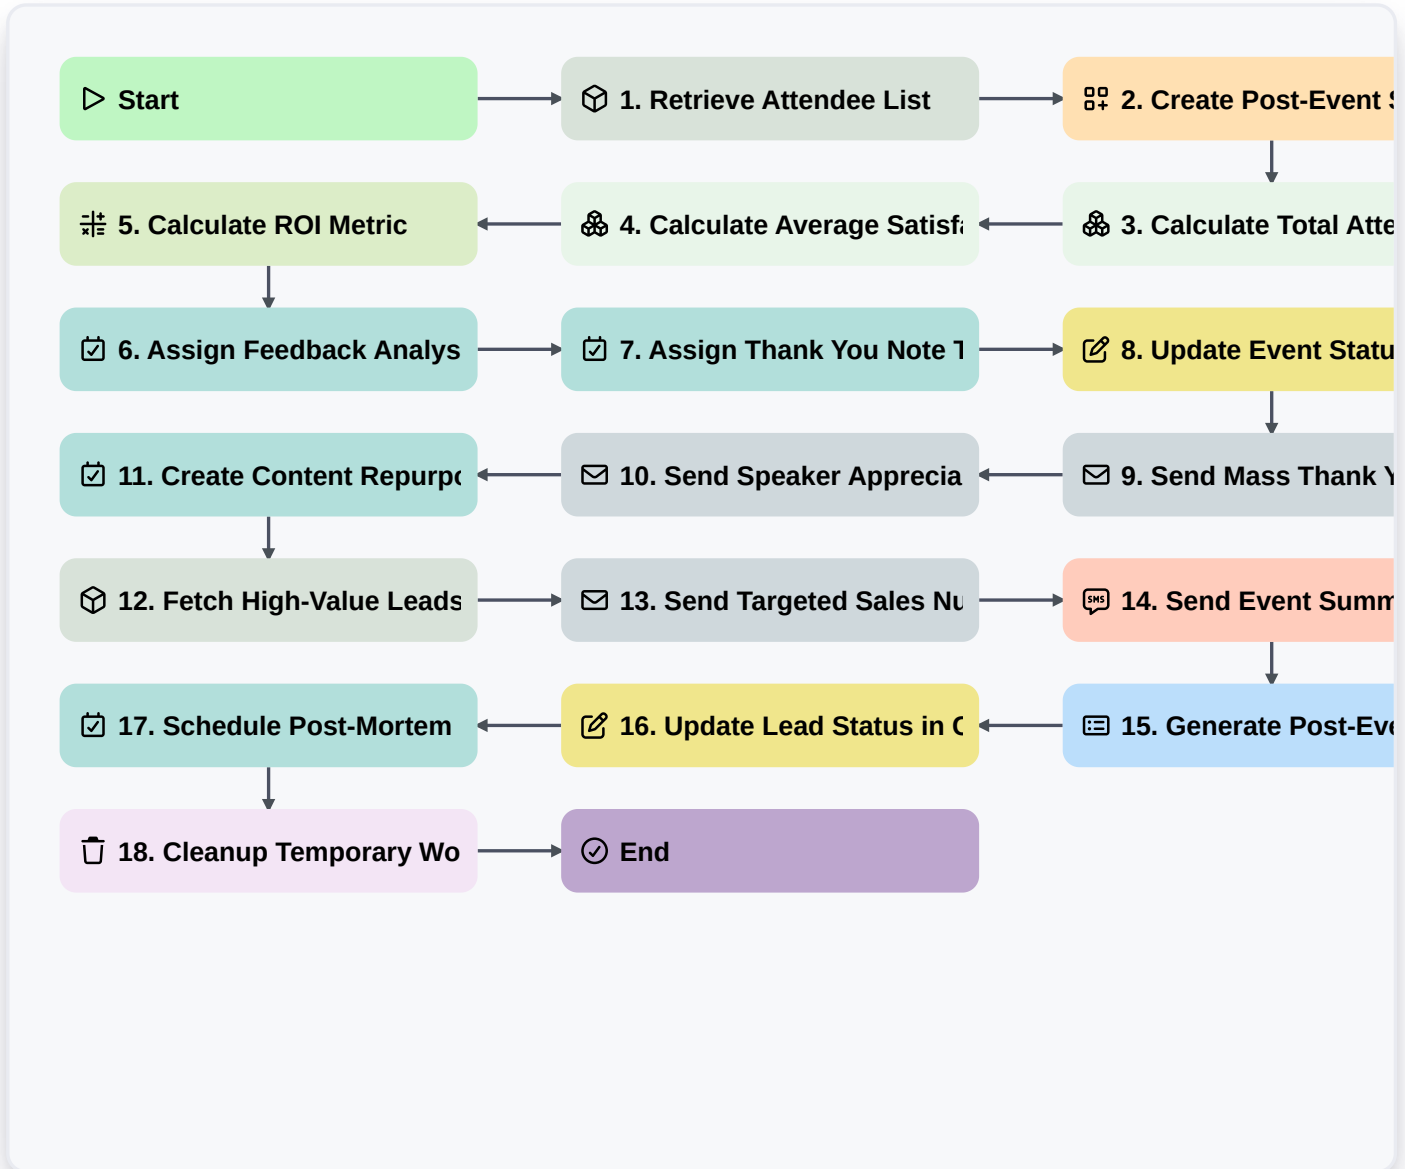 Start
1. Retrieve Attendee List
2. Create Post-Event
3. Calculate Total
4. Calculate Average
5. Calculate ROI Metric
6. Assign Feedback
7. Assign Thank You Note
8. Update Event
9. Send Mass Thank
10. Send Speaker
11. Create Content
12. Fetch High-Value Leads
13. Send Targeted Sales
14. Send Event
SMS
15. Generate
16. Update Lead Status in
17. Schedule Post-Mortem
18. Cleanup Temporary
End